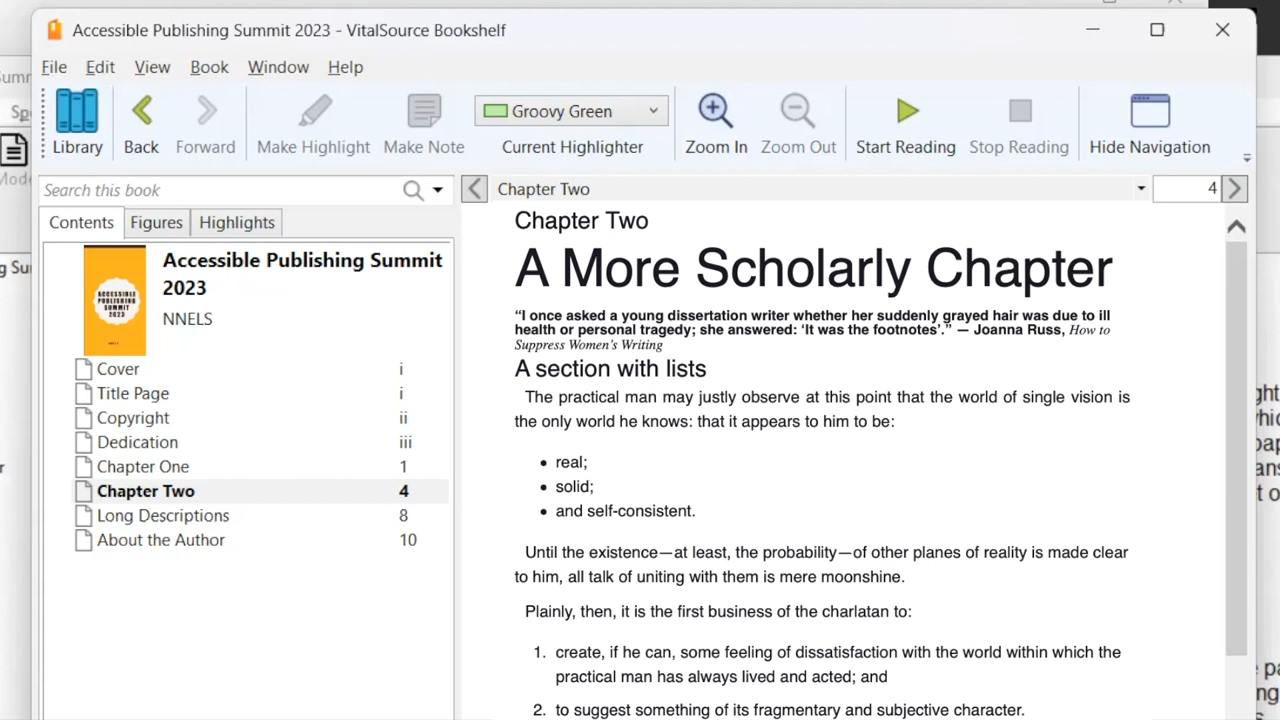 Accessible Publishing Summit 2023 - VitalSource Bookshelf
File Edit View Book Window Help
Library Back Forward Make Highlight Make Note Groovy Green Current Highlighter Zoom In Zoom Out Start Reading Stop Reading Hide Navigation
Search this book
Contents Figures Highlights
ACCESSIBLE
PUBLISHING
SUMMIT
2023
Accessible Publishing Summit
2023
NNELS
Cover i
Title Page i
Copyright ii
Dedication iii
Chapter One 1
Chapter Two 4
Long Descriptions 8
About the Author 10
Chapter Two 4
Chapter Two
A More Scholarly Chapter
“I once asked a young dissertation writer whether her suddenly grayed hair was due to ill
health or personal tragedy; she answered: ‘It was the footnotes’.” — Joanna Russ, How to
Suppress Women’s Writing
A section with lists
The practical man may justly observe at this point that the world of single vision is
the only world he knows: that it appears to him to be:
• real;
• solid;
• and self-consistent.
Until the existence—at least, the probability—of other planes of reality is made clear
to him, all talk of uniting with them is mere moonshine.
Plainly, then, it is the first business of the charlatan to:
1. create, if he can, some feeling of dissatisfaction with the world within which the
practical man has always lived and acted; and
2. to suggest something of its fragmentary and subjective character.